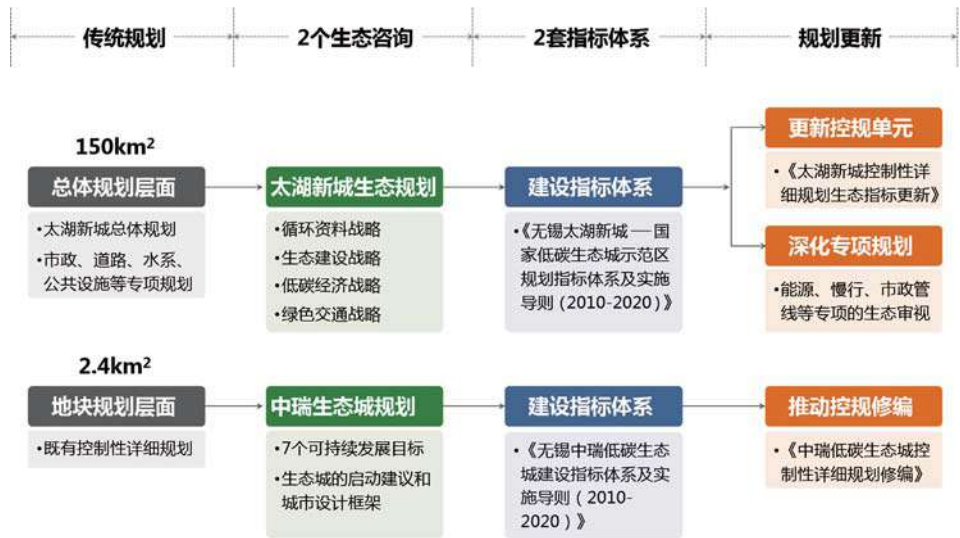 传统规划
2个生态咨询
2套指标体系
规划更新
150km²
总体规划层面
•太湖新城总体规划
•市政、道路、水系、
公共设施等专项规划
太湖新城生态规划
•循环资料战略
•生态建设战略
•低碳经济战略
•绿色交通战略
建设指标体系
•《无锡太湖新城—国
家低碳生态城示范区
规划指标体系及实施
导则（2010-2020）》
更新控规单元
•《太湖新城控制性详
细规划生态指标更新》
深化专项规划
•能源、慢行、市政管
线等专项的生态审视
2.4km²
地块规划层面
•既有控制性详细规划
中瑞生态城规划
•7个可持续发展目标
•生态城的启动建议和
城市设计框架
建设指标体系
•《无锡中瑞低碳生态
城建设指标体系及实
施导则（2010-
2020）》
推动控规修编
•《中瑞低碳生态城控
制性详细规划修编》